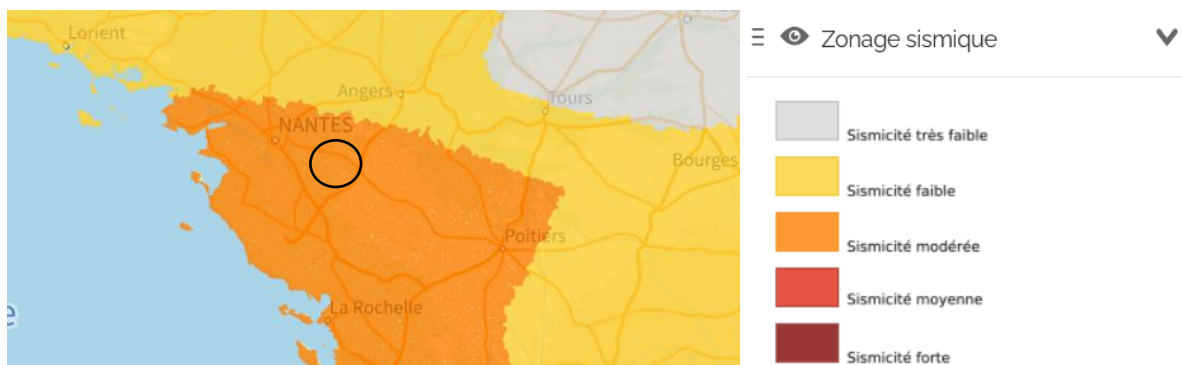 Lorient
Angers
Tours
NANTES
Bourges
Poitiers
La Rochelle
e
Zonage sismique
Sismicité très faible
Sismicité faible
Sismicité modérée
Sismicité moyenne
Sismicité forte